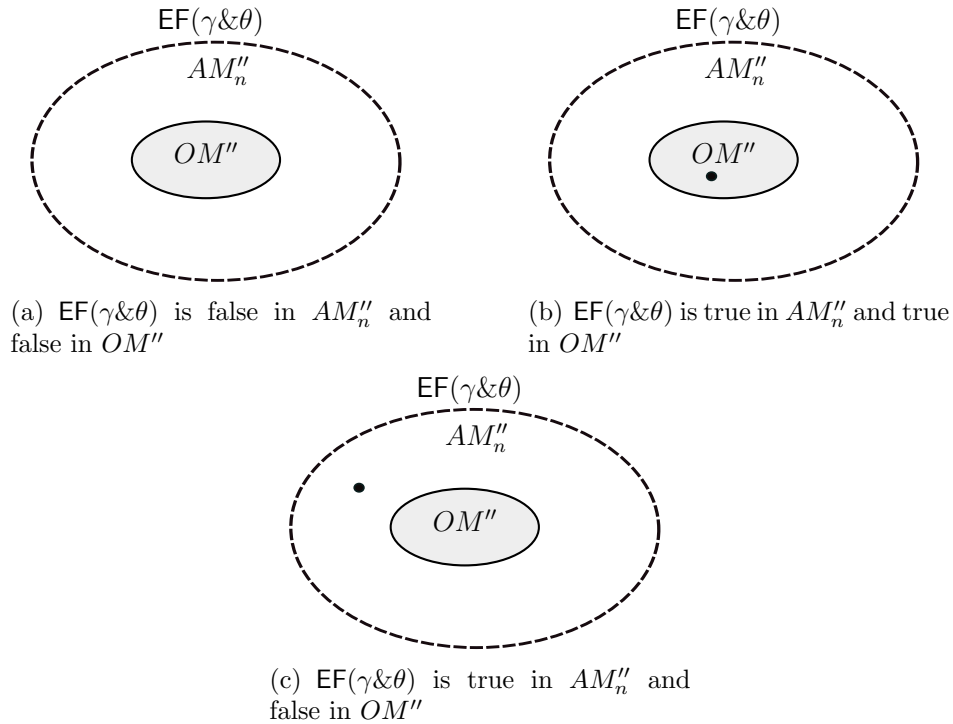 EF(γ&θ)
AM″ₙ
OM″
(a) EF(γ&θ) is false in AM″ₙ and
false in OM″
EF(γ&θ)
AM″ₙ
OM″
(b) EF(γ&θ) is true in AM″ₙ and true
in OM″
EF(γ&θ)
AM″ₙ
OM″
(c) EF(γ&θ) is true in AM″ₙ and
false in OM″